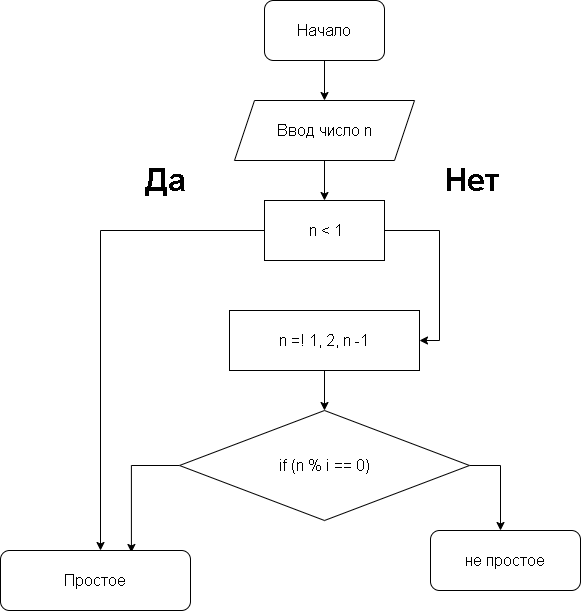 Начало
Ввод число n
Да
Нет
n < 1
n =! 1, 2, n -1
if (n % i == 0)
Простое
не простое